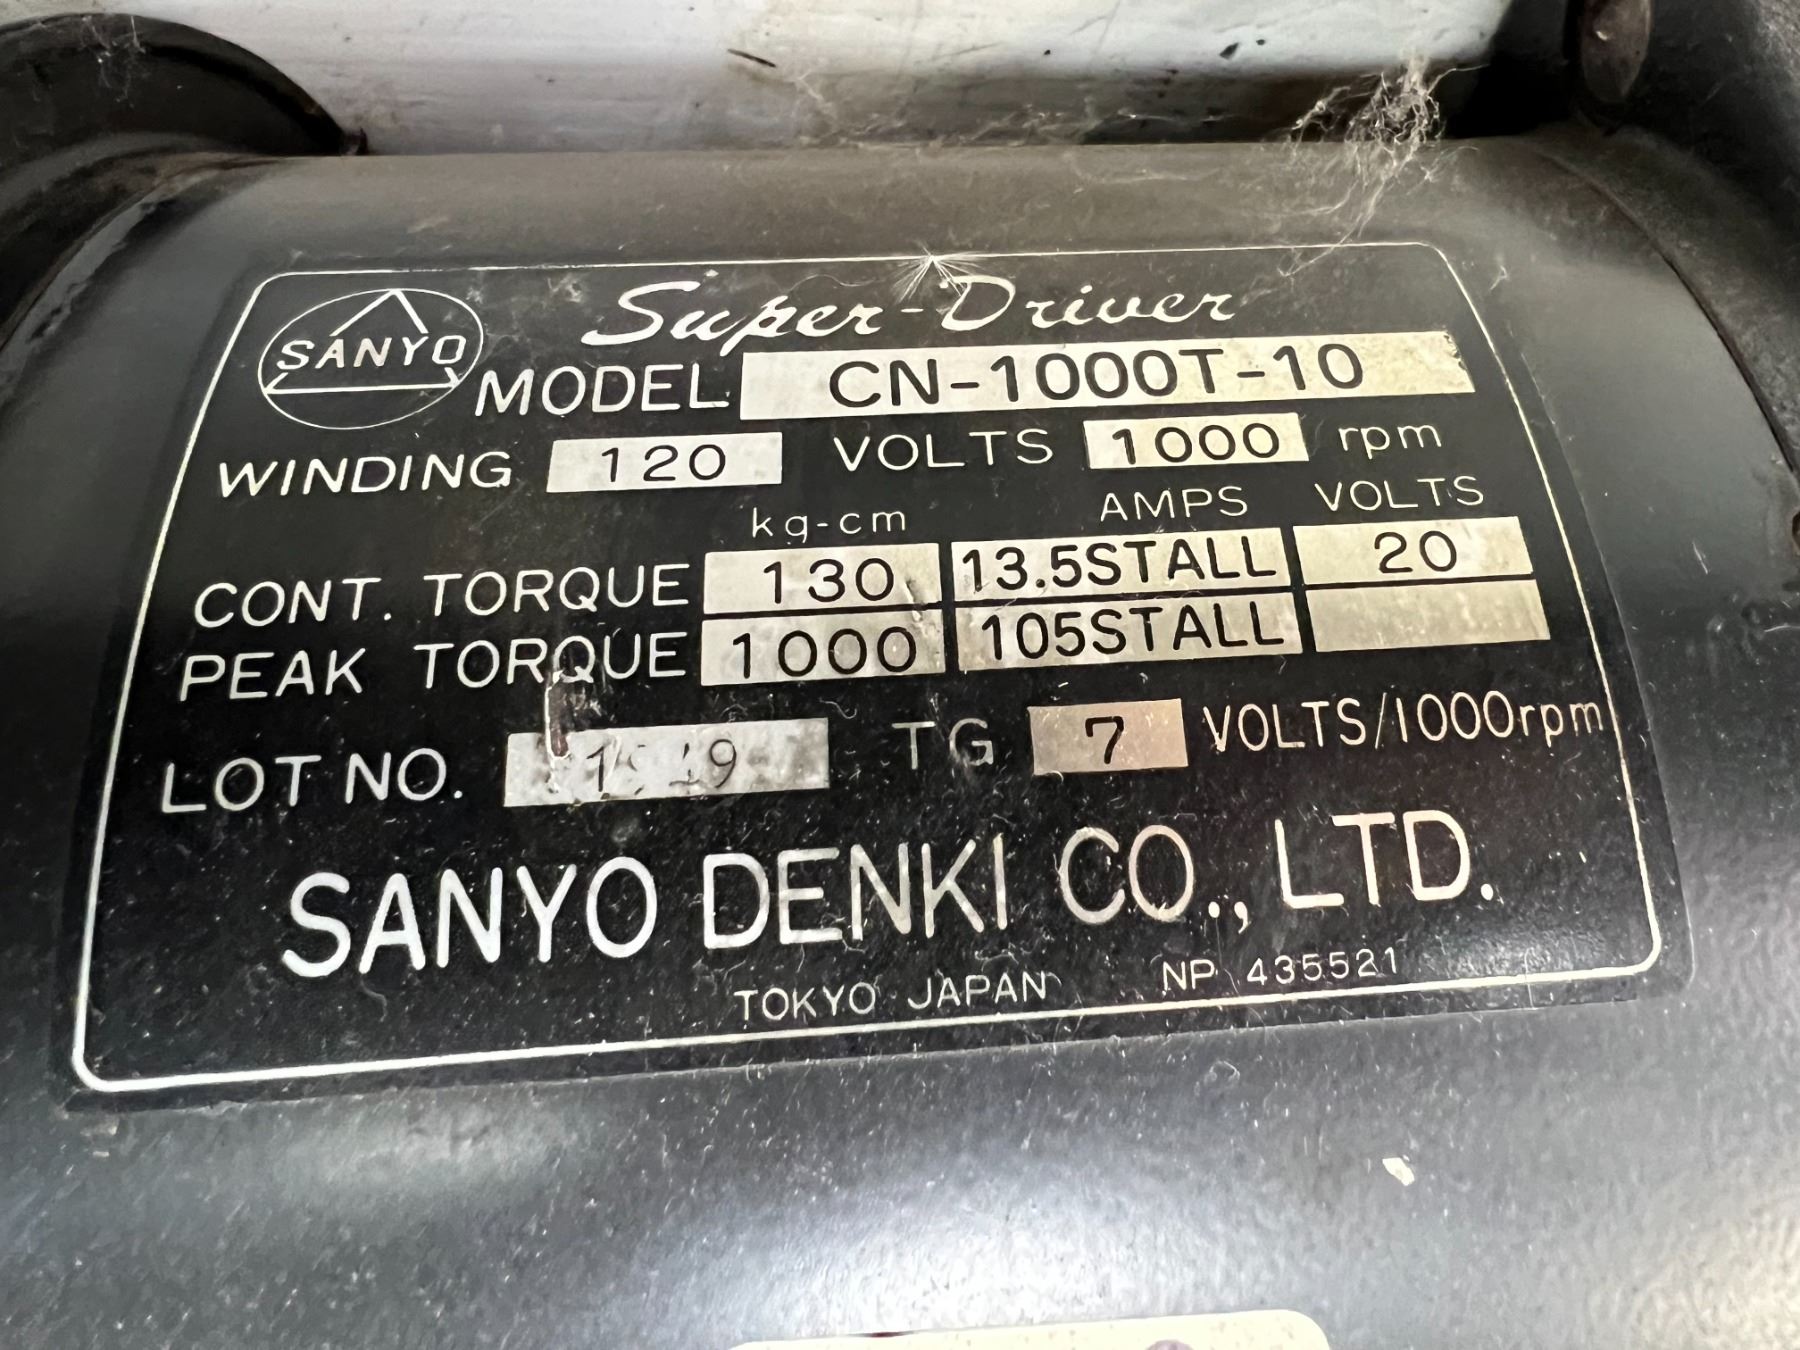 SANYO
Super-Driver
MODEL CN-1000T-10
WINDING 120 VOLTS 1000 rpm
kg-cm AMPS VOLTS
CONT. TORQUE 130 13.5STALL 20
PEAK TORQUE 1000 105STALL
LOT NO. TG 7 VOLTS/1000rpm
SANYO DENKI CO., LTD.
TOKYO JAPAN NP 435521